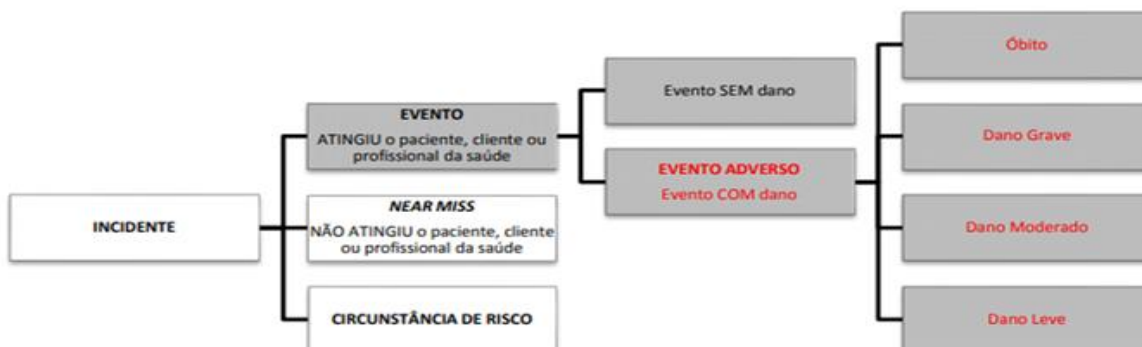 INCIDENTE
EVENTO
ATINGIU o paciente, cliente ou
profissional da saúde
NEAR MISS
NÃO ATINGIU o paciente, cliente
ou profissional da saúde
CIRCUNSTÂNCIA DE RISCO
Evento SEM dano
EVENTO ADVERSO
Evento COM dano
Óbito
Dano Grave
Dano Moderado
Dano Leve